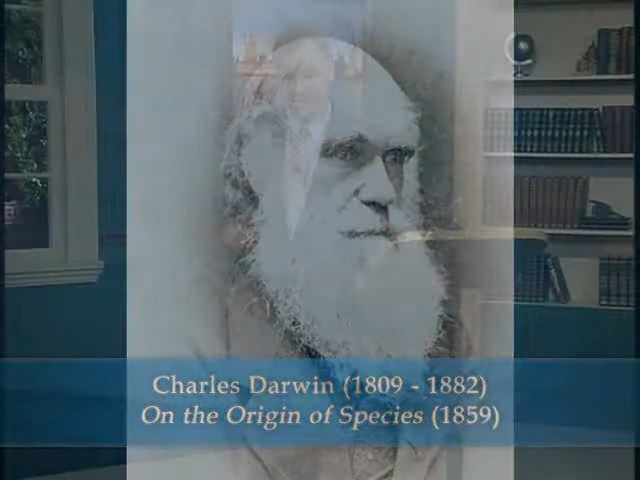 Charles Darwin (1809 - 1882)
On the Origin of Species (1859)